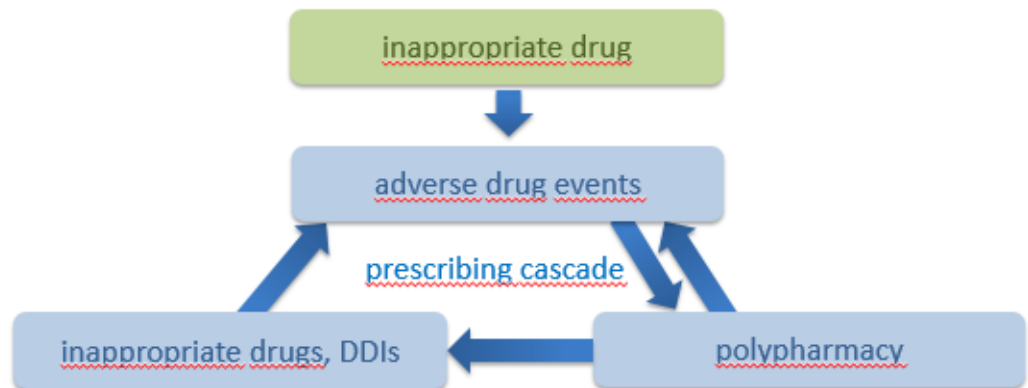 inappropriate drug
adverse drug events
prescribing cascade
inappropriate drugs, DDIs
polypharmacy